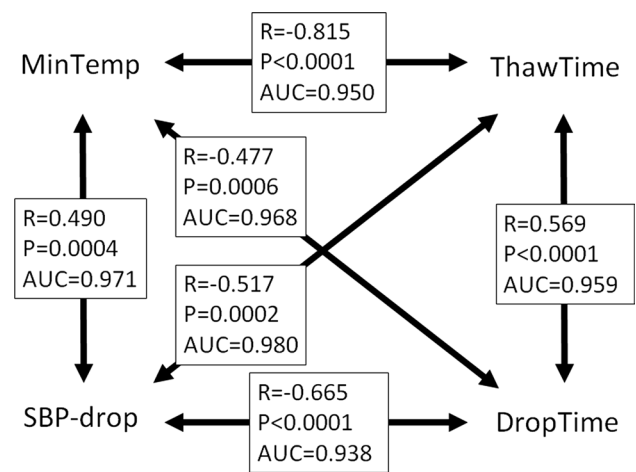 MinTemp
R=-0.815
P<0.0001
AUC=0.950
ThawTime
R=-0.477
P=0.0006
AUC=0.968
R=0.490
P=0.0004
AUC=0.971
R=0.569
P<0.0001
AUC=0.959
R=-0.517
P=0.0002
AUC=0.980
SBP-drop
R=-0.665
P<0.0001
AUC=0.938
DropTime